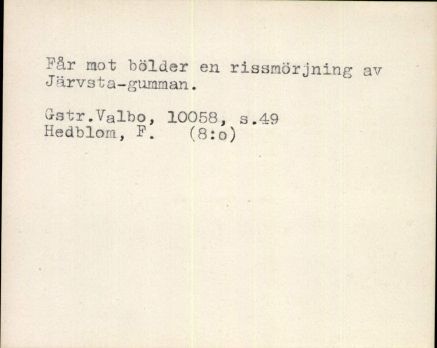 Får mot bölder en rissmörjning av
Järvsta-gumman.
Gstr.Valbo, 10058, s.49
Hedblom, F. (8:o)